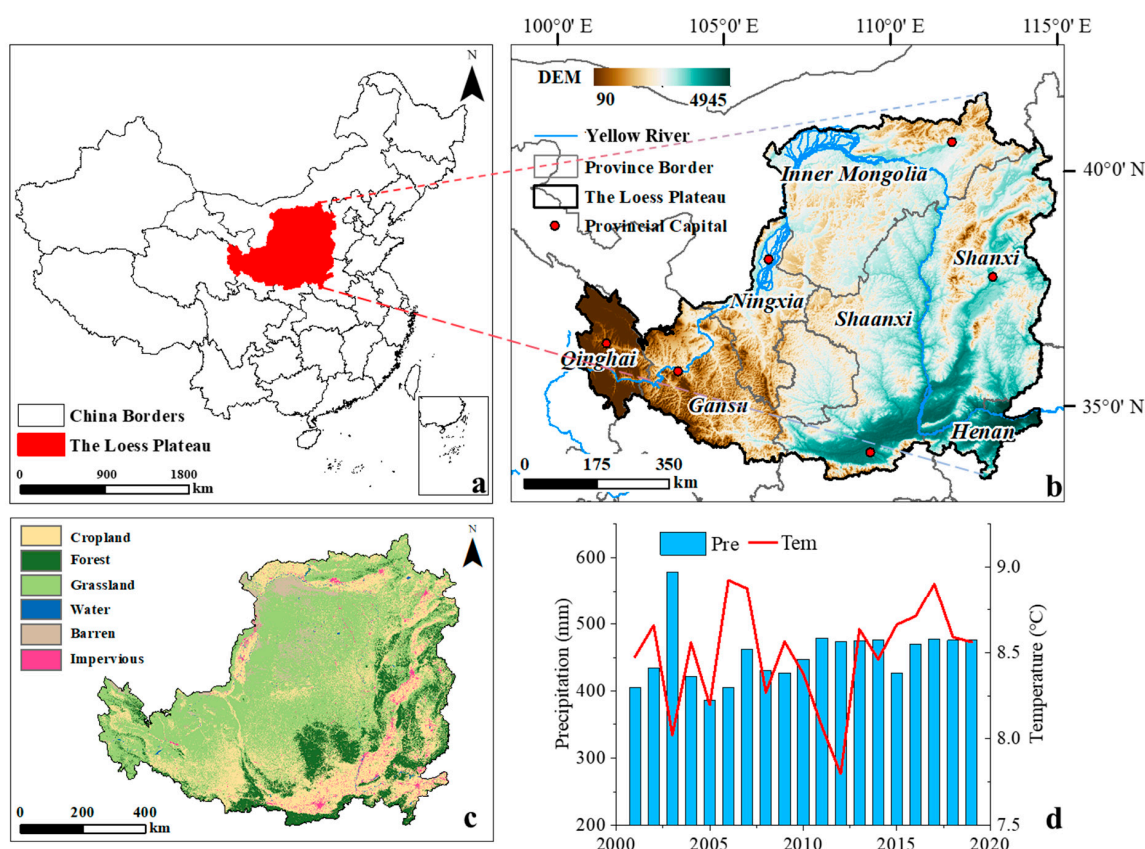 N
China Borders
The Loess Plateau
0 900 1800
km
a
100°0' E 105°0' E 110°0' E 115°0' E
DEM
90 4945
Yellow River
Province Border
The Loess Plateau
Provincial Capital
Inner Mongolia
Shanxi
Ningxia
Shaanxi
Qinghai
Gansu
Henan
40°0' N
35°0' N
0 175 350
km
b
Cropland
Forest
Grassland
Water
Barren
Impervious
N
0 200 400
km
c
Pre Tem
Precipitation (mm)
600
500
400
300
200
Temperature (°C)
9.0
8.5
8.0
7.5
2000 2005 2010 2015 2020
d